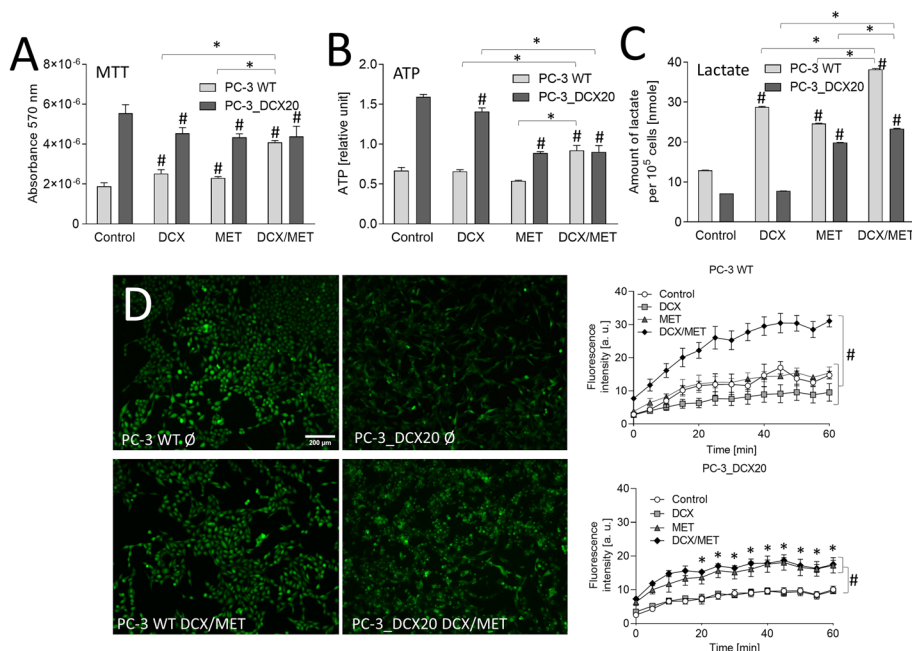 A
MTT
*
*
PC-3 WT
PC-3_DCX20
Absorbance 570 nm
8*10⁻⁶
6*10⁻⁶
4*10⁻⁶
2*10⁻⁶
0
# # # # # #
Control DCX MET DCX/MET
B
ATP
*
*
*
PC-3 WT
PC-3_DCX20
ATP [relative unit]
2.0
1.5
1.0
0.5
0.0
# # # #
Control DCX MET DCX/MET
C
Lactate
*
*
*
*
PC-3 WT
PC-3_DCX20
Amount of lactate
per 10⁵ cells [nmole]
40
30
20
10
0
# # # # #
Control DCX MET DCX/MET
D
PC-3 WT Ø
200 µm
PC-3_DCX20 Ø
PC-3 WT DCX/MET
PC-3_DCX20 DCX/MET
PC-3 WT
Control
DCX
MET
DCX/MET
Fluorescence
intensity [a. u.]
40
30
20
10
0
#
0 20 40 60
Time [min]
PC-3_DCX20
Control
DCX
MET
DCX/MET
Fluorescence
intensity [a. u.]
40
30
20
10
0
* * * * * * * * *
#
0 20 40 60
Time [min]